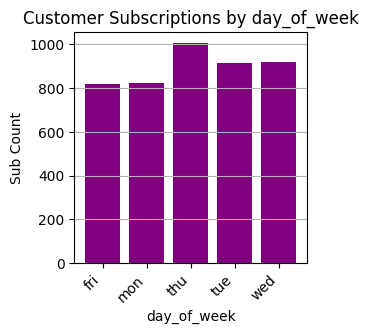 Customer Subscriptions by day_of_week
1000
800
600
400
200
0
Sub Count
fri
mon
thu
tue
wed
day_of_week